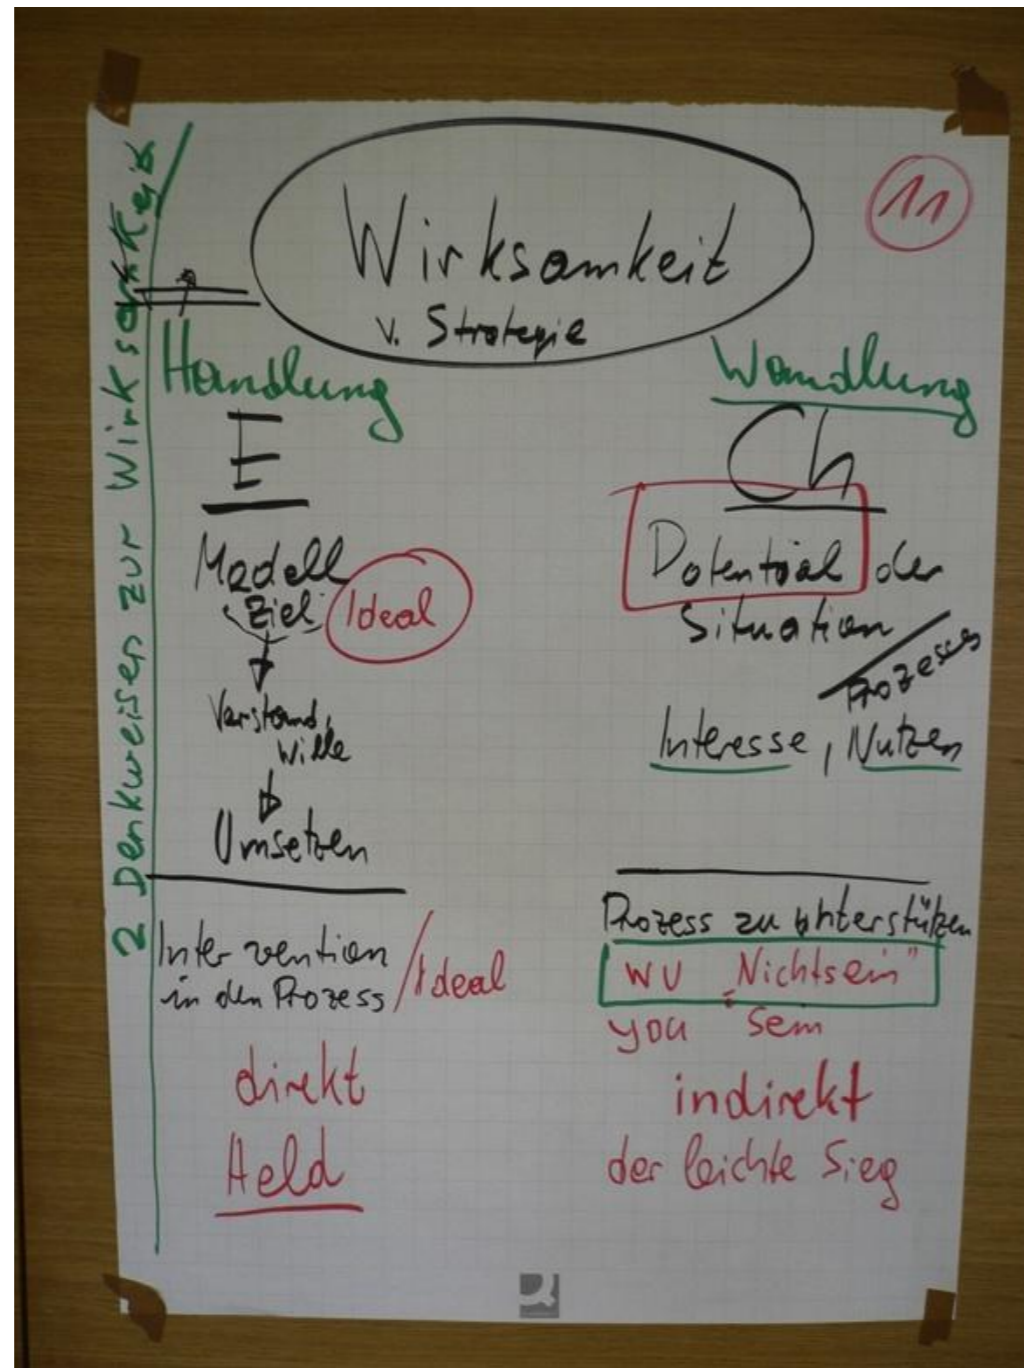 11
Wirksamkeit
v. Strategie
2 Denkweisen zur Wirksamkeit
Handlung
E
Modell
Ziel
Ideal
Verstand,
Wille
Umsetzen
Intervention
in den Prozess / Ideal
direkt
Held
Wandlung
Ch
Potential der
Situation
Prozesses
Interesse, Nutzen
Prozess zu unterstützen
WU "Nichtsein"
you = Sein
indirekt
der leichte Sieg